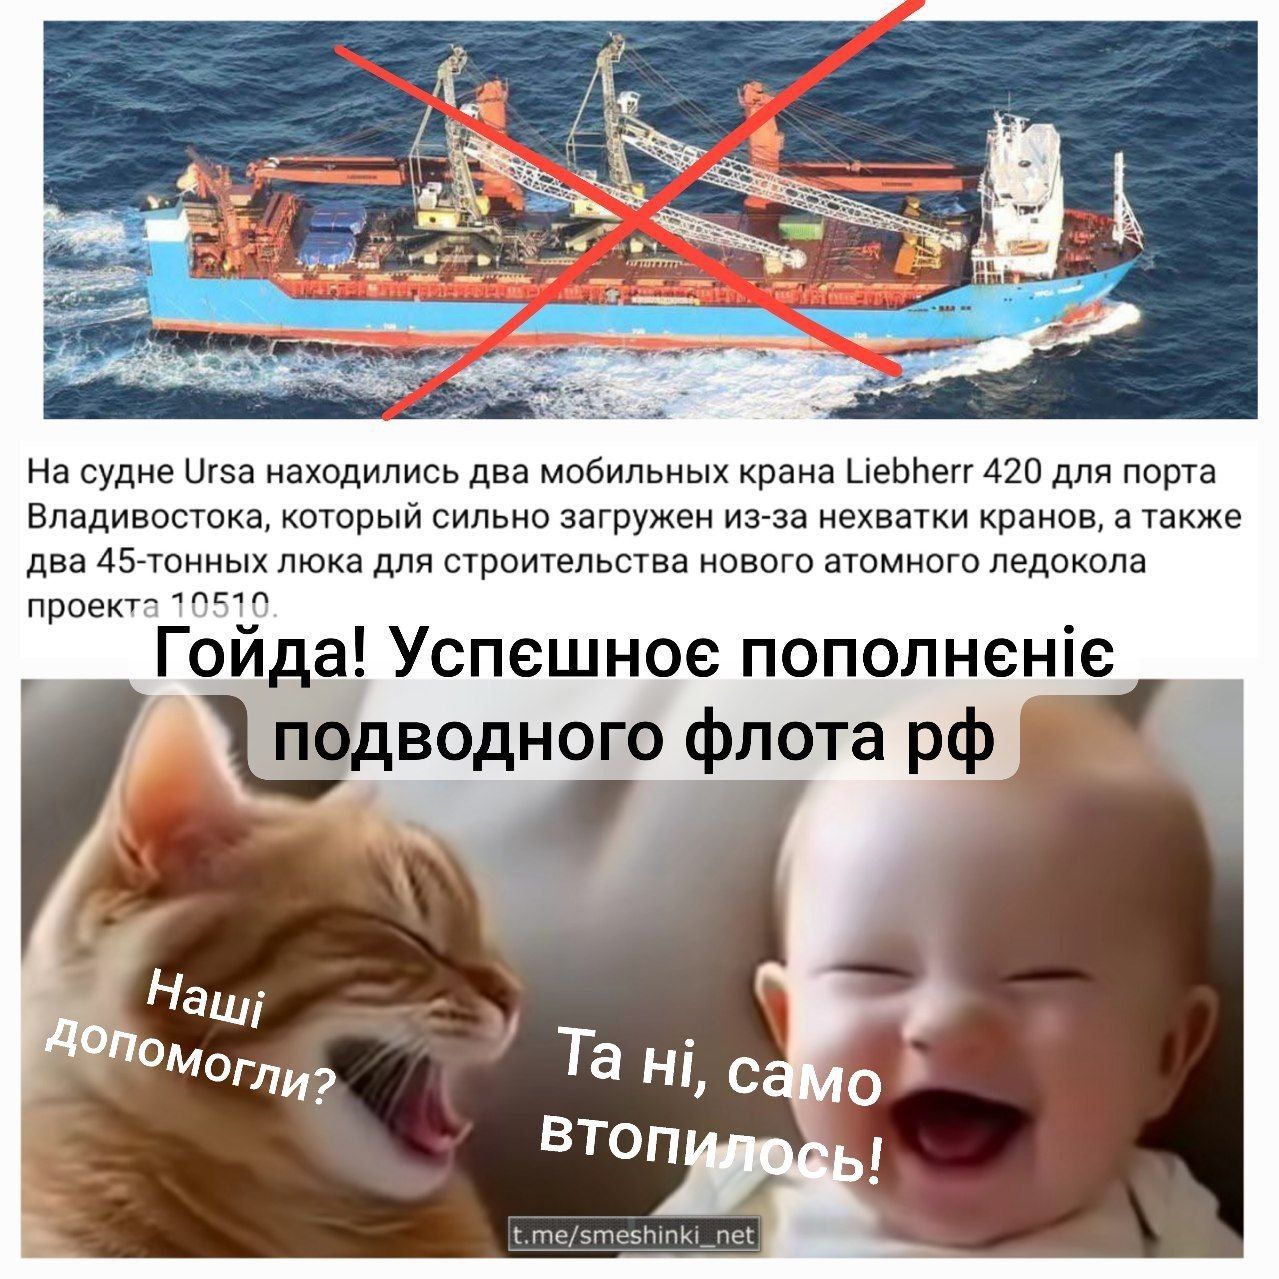 На судне Ursa находились два мобильных крана Liebherr 420 для порта
Владивостока, который сильно загружен из-за нехватки кранов, а также
два 45-тонных люка для строительства нового атомного ледокола
проекта 10510.
Гойда! Успєшноє пополнєніє
подводного флота рф
Наші
допомогли?
Та ні, само
втопилось!
t.me/smeshinki_net